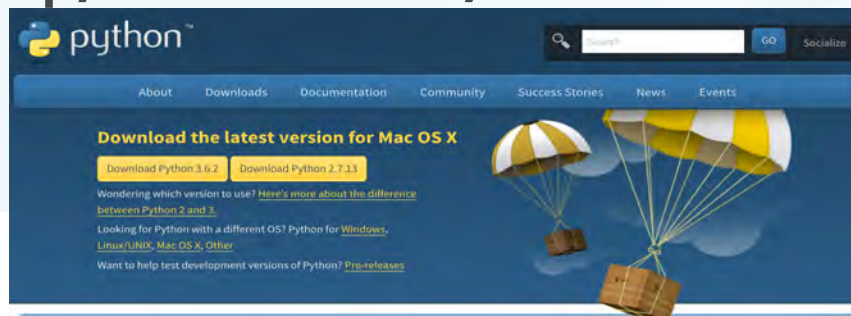 python™
Search
GO
Socialize
About Downloads Documentation Community Success Stories News Events
Download the latest version for Mac OS X
Download Python 3.6.2 Download Python 2.7.13
Wondering which version to use? Here's more about the difference
between Python 2 and 3.
Looking for Python with a different OS? Python for Windows,
Linux/UNIX, Mac OS X, Other
Want to help test development versions of Python? Pre-releases